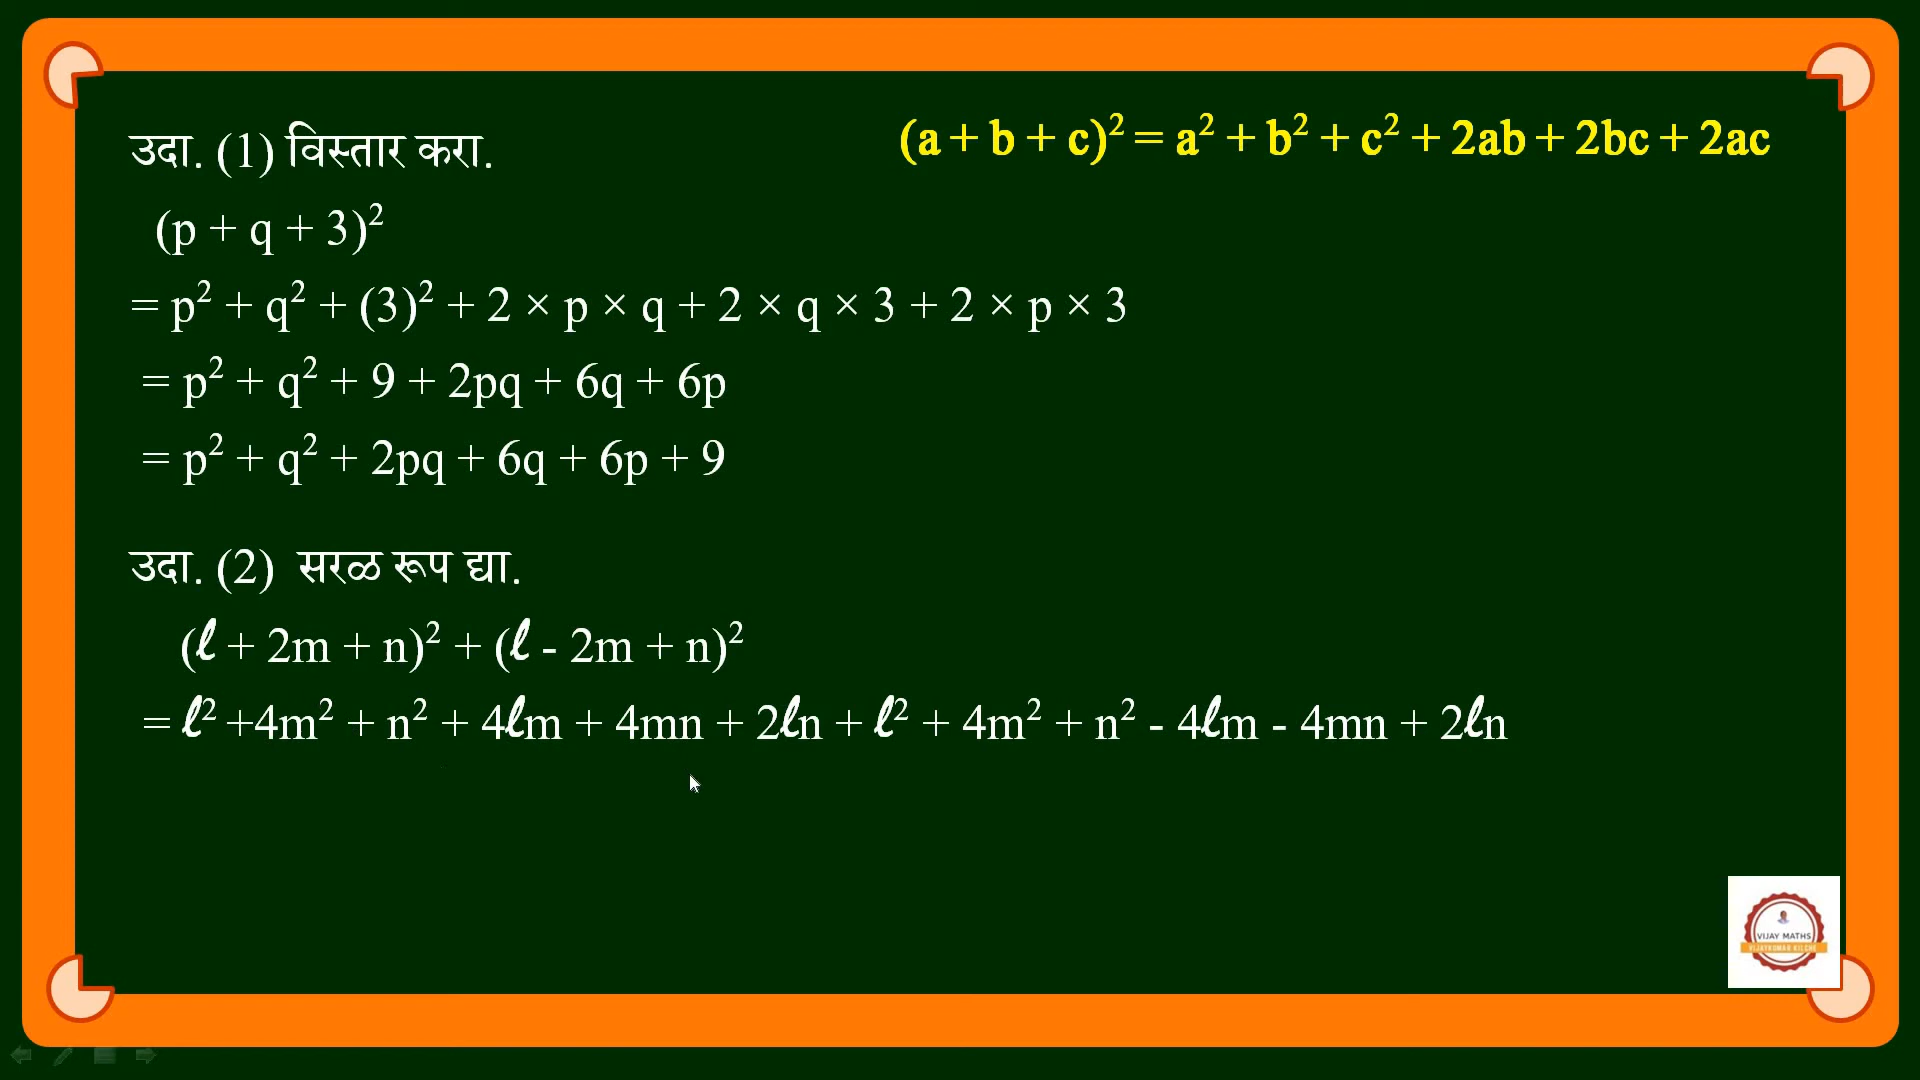 उदा. (1) विस्तार करा.
(a + b + c)² = a² + b² + c² + 2ab + 2bc + 2ac
(p + q + 3)²
= p² + q² + (3)² + 2 × p × q + 2 × q × 3 + 2 × p × 3
= p² + q² + 9 + 2pq + 6q + 6p
= p² + q² + 2pq + 6q + 6p + 9
उदा. (2) सरळ रूप द्या.
(ℓ + 2m + n)² + (ℓ - 2m + n)²
= ℓ² +4m² + n² + 4ℓm + 4mn + 2ℓn + ℓ² + 4m² + n² - 4ℓm - 4mn + 2ℓn
VIJAY MATHS
VIJAYKUMAR KILCHE